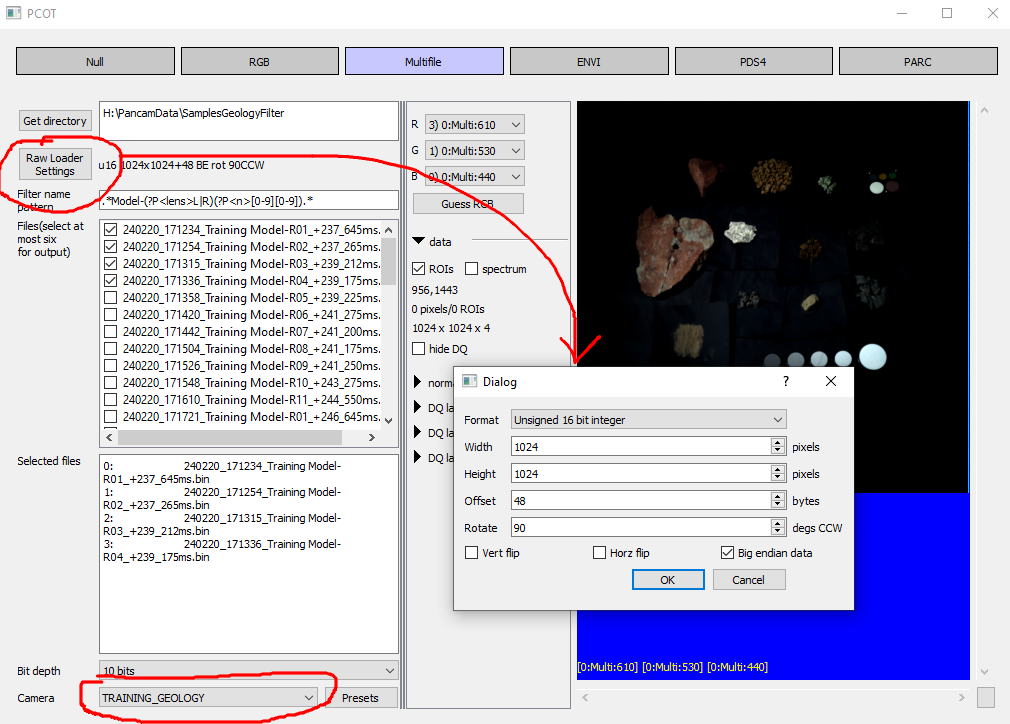 PCOT
Null RGB Multifile ENVI PDS4 PARC
Get directory
H:\PancamData\SamplesGeologyFilter
Raw Loader
Settings
u16 1024x1024+48 BE rot 90CCW
Filter name
pattern
.*Model-(?P<lens>L|R)(?P<n>[0-9][0-9]).*
Files(select at
most six
for output)
240220_171234_Training Model-R01_+237_645ms.
240220_171254_Training Model-R02_+237_265ms.
240220_171315_Training Model-R03_+239_212ms.
240220_171336_Training Model-R04_+239_175ms.
240220_171358_Training Model-R05_+239_225ms.
240220_171420_Training Model-R06_+241_275ms.
240220_171442_Training Model-R07_+241_200ms.
240220_171504_Training Model-R08_+241_175ms.
240220_171526_Training Model-R09_+241_250ms.
240220_171548_Training Model-R10_+243_275ms.
240220_171610_Training Model-R11_+244_550ms.
240220_171721_Training Model-R01_+246_645ms.
Selected files
0: 240220_171234_Training Model-
R01_+237_645ms.bin
1: 240220_171254_Training Model-
R02_+237_265ms.bin
2: 240220_171315_Training Model-
R03_+239_212ms.bin
3: 240220_171336_Training Model-
R04_+239_175ms.bin
Bit depth 10 bits
Camera TRAINING_GEOLOGY Presets
R 3) 0:Multi:610
G 1) 0:Multi:530
B 0) 0:Multi:440
Guess RGB
data
ROIs spectrum
956,1443
0 pixels/0 ROIs
1024 x 1024 x 4
hide DQ
norma
DQ la
DQ la
DQ la
Dialog ?
Format Unsigned 16 bit integer
Width 1024 pixels
Height 1024 pixels
Offset 48 bytes
Rotate 90 degs CCW
Vert flip Horz flip Big endian data
OK Cancel
[0:Multi:610] [0:Multi:530] [0:Multi:440]